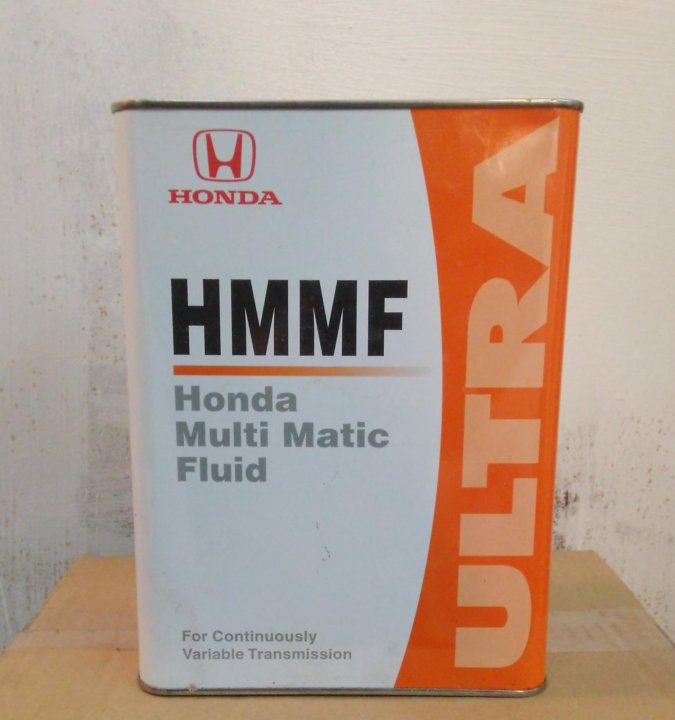 HONDA
HMMF
Honda
Multi Matic
Fluid
For Continuously
Variable Transmission
ULTRA